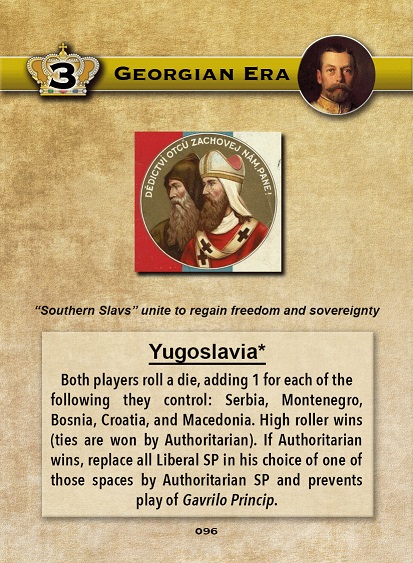 3
GEORGIAN ERA
DĚDICTVÍ OTCŮ ZACHOVEJ NÁM, PANE!
“Southern Slavs” unite to regain freedom and sovereignty
Yugoslavia*
Both players roll a die, adding 1 for each of the
following they control: Serbia, Montenegro,
Bosnia, Croatia, and Macedonia. High roller wins
(ties are won by Authoritarian). If Authoritarian
wins, replace all Liberal SP in his choice of one of
those spaces by Authoritarian SP and prevents
play of Gavrilo Princip.
096